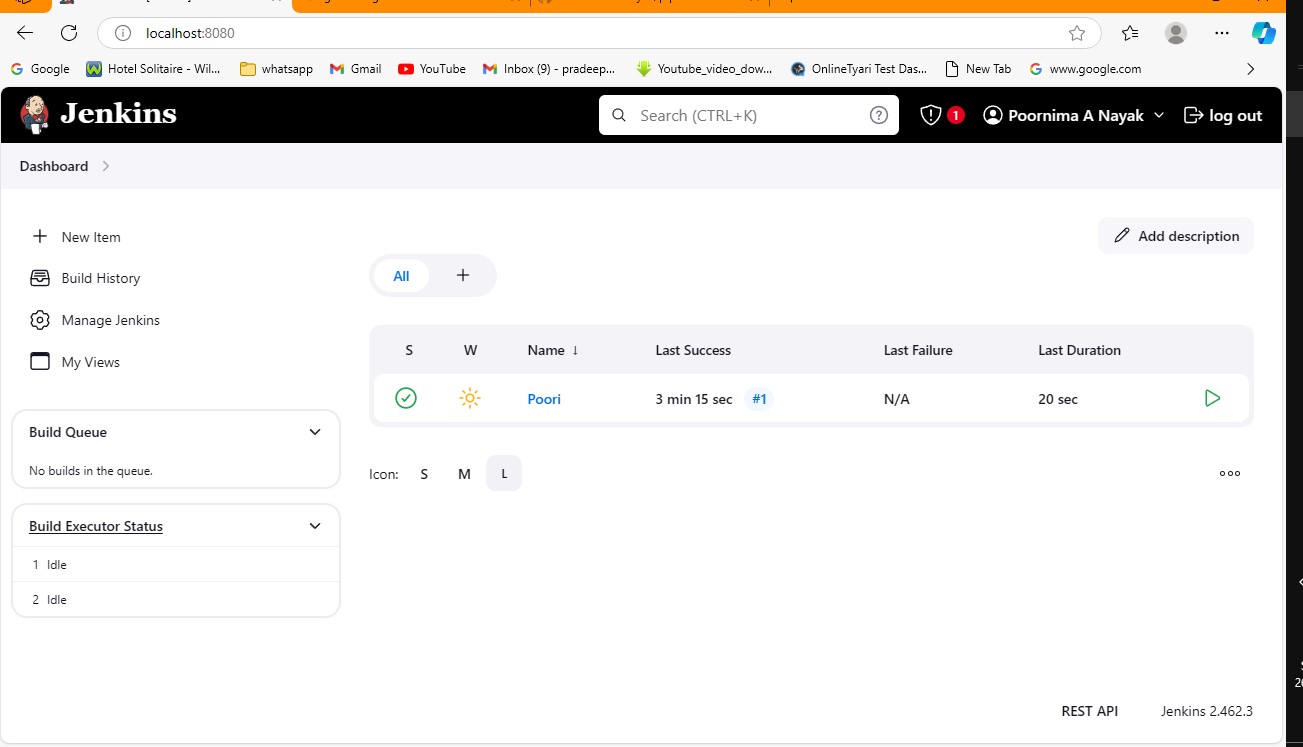 localhost:8080
Google Hotel Solitaire - Wil... whatsapp Gmail YouTube Inbox (9) - pradeep... Youtube_video_dow... OnlineTyari Test Das... New Tab www.google.com
Jenkins Search (CTRL+K) ? 1 Poornima A Nayak log out
Dashboard
New Item
Add description
Build History
All +
Manage Jenkins
My Views
S W Name ↓ Last Success Last Failure Last Duration
Poori 3 min 15 sec #1 N/A 20 sec
Build Queue
No builds in the queue.
Icon: S M L
Build Executor Status
1 Idle
2 Idle
REST API Jenkins 2.462.3